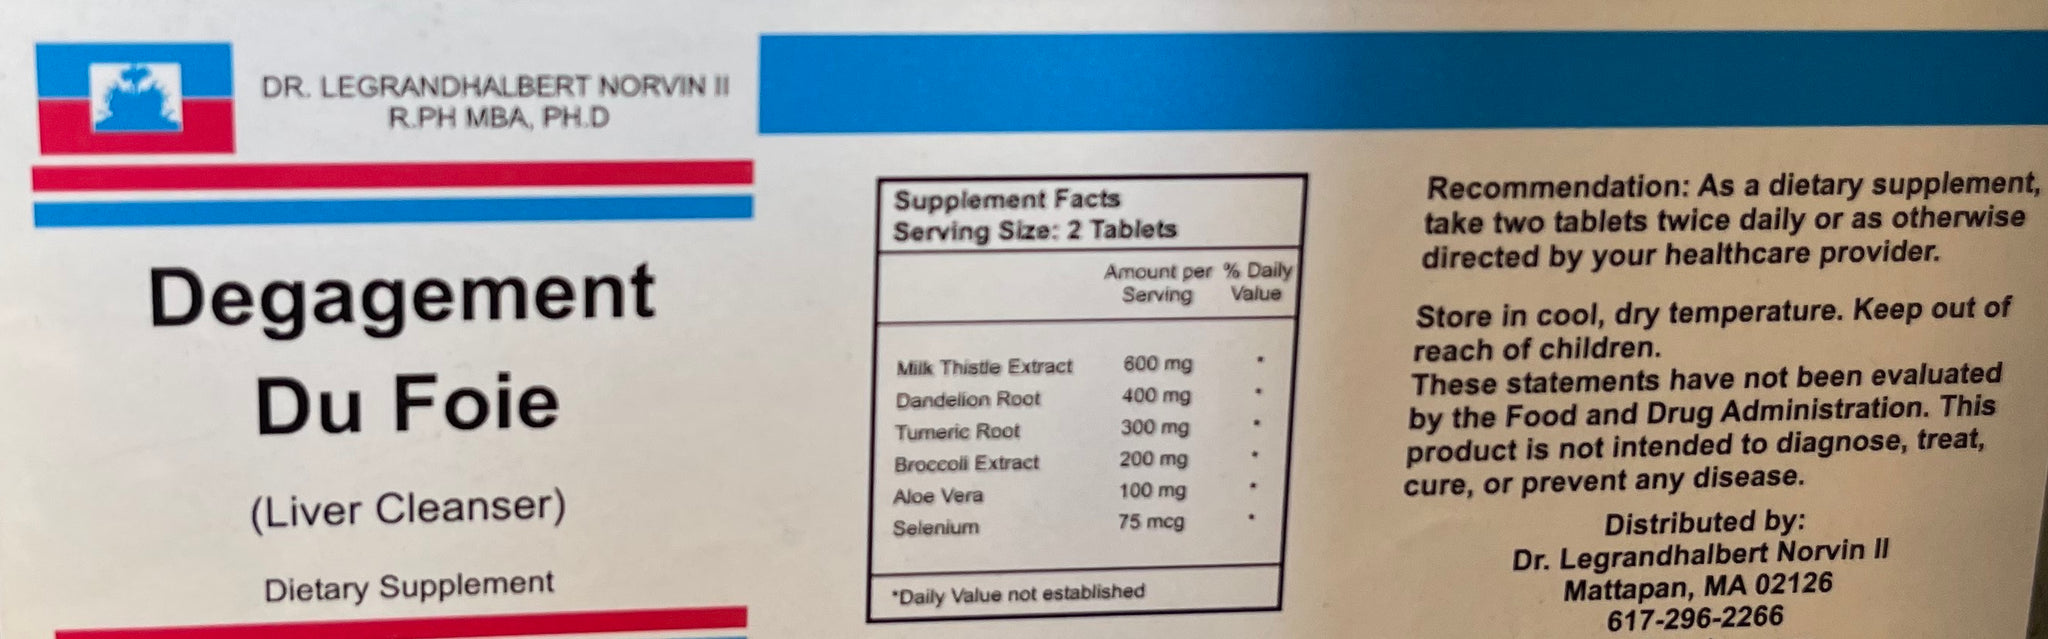 DR. LEGRANDHALBERT NORVIN II
R.PH MBA, PH.D
Degagement
Du Foie
(Liver Cleanser)
Dietary Supplement
Supplement Facts
Serving Size: 2 Tablets
Amount per % Daily
Serving Value
Milk Thistle Extract 600 mg *
Dandelion Root 400 mg *
Tumeric Root 300 mg *
Broccoli Extract 200 mg *
Aloe Vera 100 mg *
Selenium 75 mcg *
*Daily Value not established
Recommendation: As a dietary supplement,
take two tablets twice daily or as otherwise
directed by your healthcare provider.
Store in cool, dry temperature. Keep out of
reach of children.
These statements have not been evaluated
by the Food and Drug Administration. This
product is not intended to diagnose, treat,
cure, or prevent any disease.
Distributed by:
Dr. Legrandhalbert Norvin II
Mattapan, MA 02126
617-296-2266